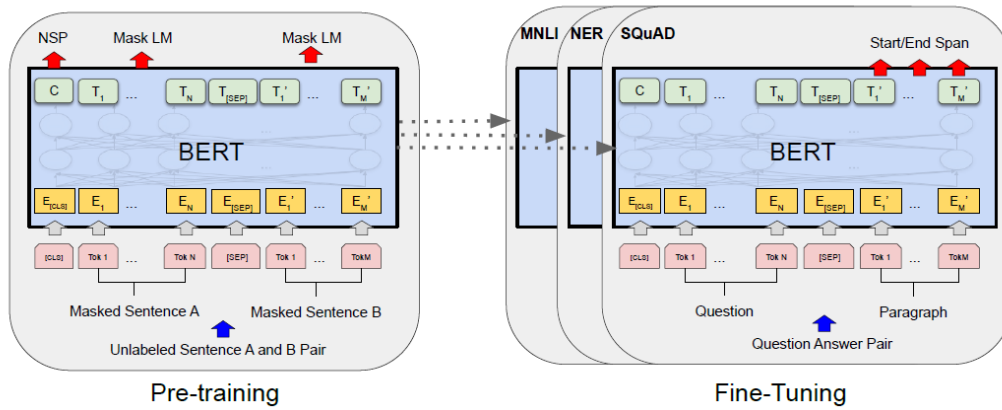 NSP Mask LM Mask LM
C T1 ... TN T[SEP] T1' ... TM'
BERT
E[CLS] E1 ... EN E[SEP] E1' ... EM'
[CLS] Tok 1 ... Tok N [SEP] Tok 1 ... TokM
Masked Sentence A Masked Sentence B
Unlabeled Sentence A and B Pair
Pre-training
MNLI NER SQuAD
Start/End Span
C T1 ... TN T[SEP] T1' ... TM'
BERT
E[CLS] E1 ... EN E[SEP] E1' ... EM'
[CLS] Tok 1 ... Tok N [SEP] Tok 1 ... TokM
Question Paragraph
Question Answer Pair
Fine-Tuning